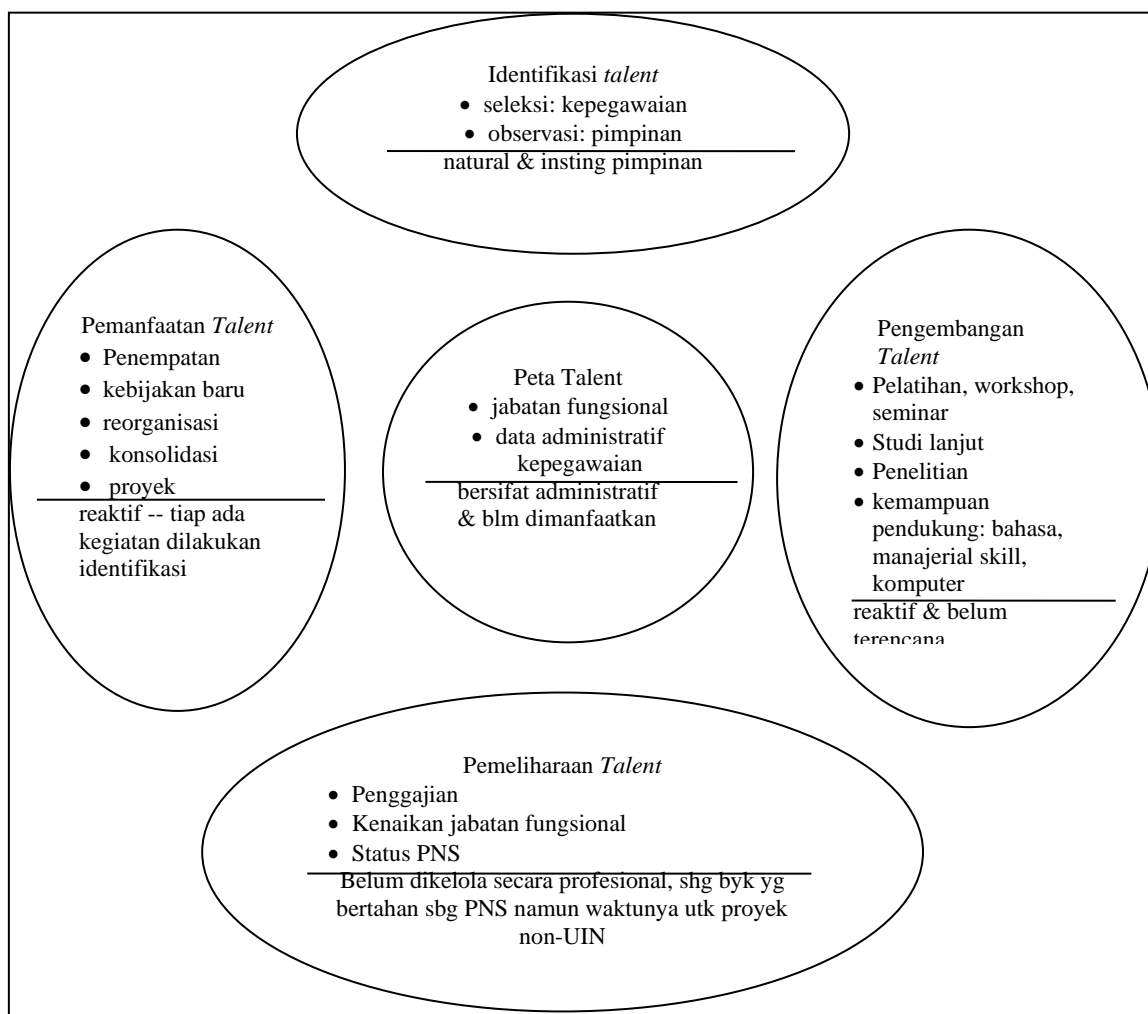 Identifikasi talent
• seleksi: kepegawaian
• observasi: pimpinan
natural & insting pimpinan
Pemanfaatan Talent
• Penempatan
• kebijakan baru
• reorganisasi
• konsolidasi
• proyek
reaktif -- tiap ada
kegiatan dilakukan
identifikasi
Peta Talent
• jabatan fungsional
• data administratif
kepegawaian
bersifat administratif
& blm dimanfaatkan
Pengembangan
Talent
• Pelatihan, workshop,
seminar
• Studi lanjut
• Penelitian
• kemampuan
pendukung: bahasa,
manajerial skill,
komputer
reaktif & belum
terencana
Pemeliharaan Talent
• Penggajian
• Kenaikan jabatan fungsional
• Status PNS
Belum dikelola secara profesional, shg byk yg
bertahan sbg PNS namun waktunya utk proyek
non-UIN